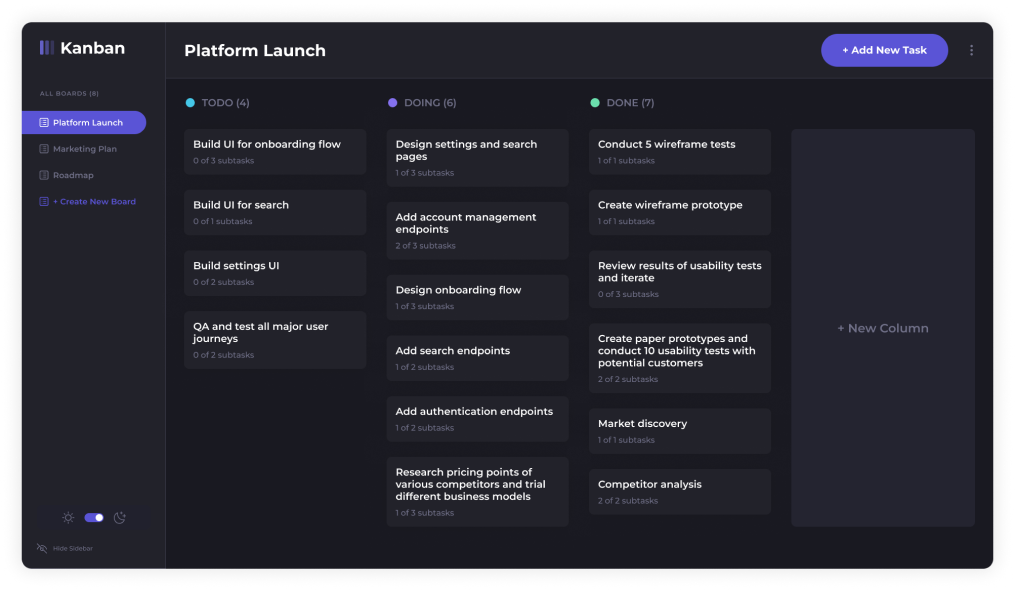 Kanban
ALL BOARDS (8)
Platform Launch
Marketing Plan
Roadmap
+ Create New Board
Hide Sidebar
Platform Launch
+ Add New Task
TODO (4)
Build UI for onboarding flow
0 of 3 subtasks
Build UI for search
0 of 1 subtasks
Build settings UI
0 of 2 subtasks
QA and test all major user
journeys
0 of 2 subtasks
DOING (6)
Design settings and search
pages
1 of 3 subtasks
Add account management
endpoints
2 of 3 subtasks
Design onboarding flow
1 of 3 subtasks
Add search endpoints
1 of 2 subtasks
Add authentication endpoints
1 of 2 subtasks
Research pricing points of
various competitors and trial
different business models
1 of 3 subtasks
DONE (7)
Conduct 5 wireframe tests
1 of 1 subtasks
Create wireframe prototype
1 of 1 subtasks
Review results of usability tests
and iterate
0 of 3 subtasks
Create paper prototypes and
conduct 10 usability tests with
potential customers
2 of 2 subtasks
Market discovery
1 of 1 subtasks
Competitor analysis
2 of 2 subtasks
+ New Column